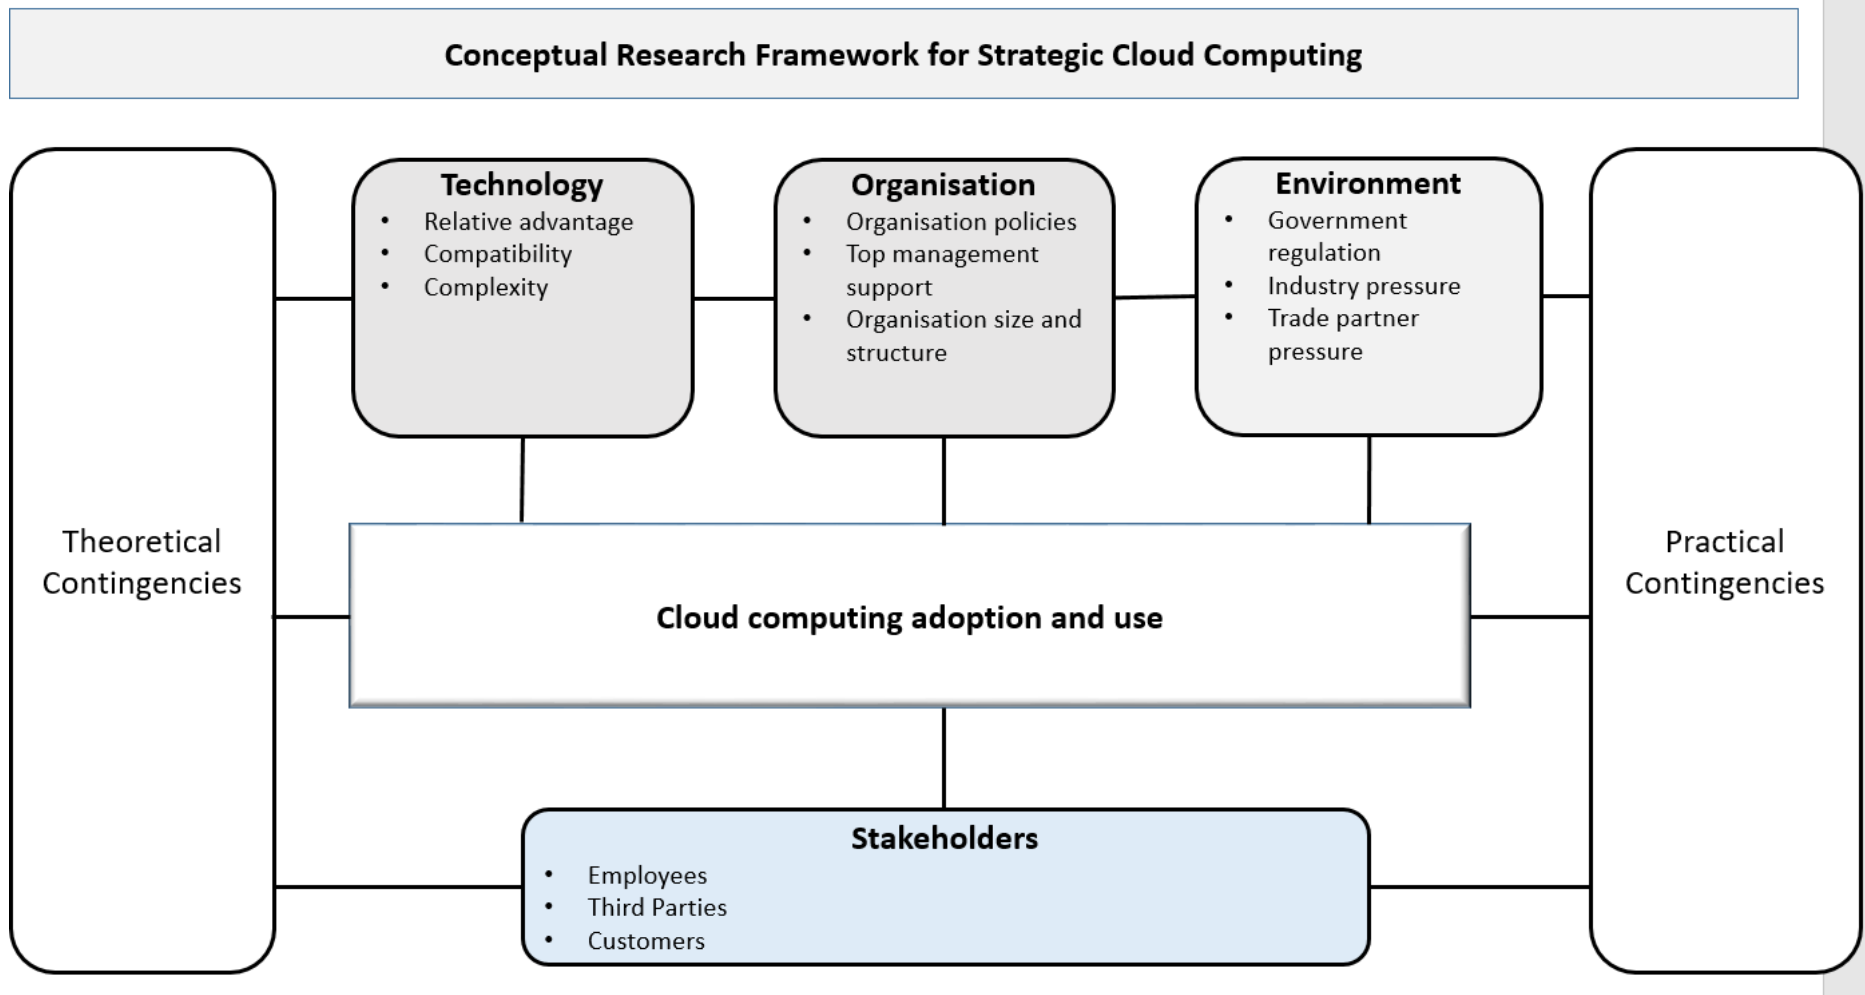 Conceptual Research Framework for Strategic Cloud Computing
Theoretical
Contingencies
Technology
• Relative advantage
• Compatibility
• Complexity
Organisation
• Organisation policies
• Top management
support
• Organisation size and
structure
Environment
• Government
regulation
• Industry pressure
• Trade partner
pressure
Cloud computing adoption and use
Stakeholders
• Employees
• Third Parties
• Customers
Practical
Contingencies